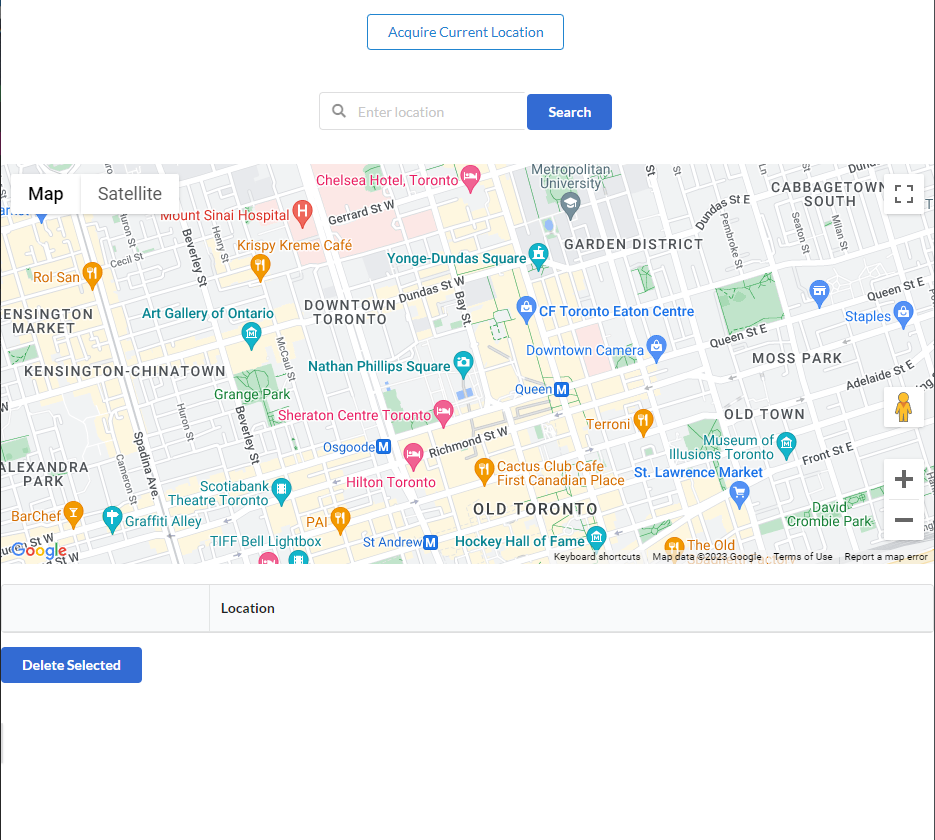 Acquire Current Location
Enter location
Search
Map
Satellite
Chelsea Hotel, Toronto
Metropolitan
University
CABBAGETOWN
SOUTH
Mount Sinai Hospital
Gerrard St W
Dundas St E
Huron St
Henry St
Beverley St
Pembroke St
Seaton St
Milan St
Krispy Kreme Café
GARDEN DISTRICT
Cecil St
Yonge-Dundas Square
Rol San
Dundas St W
Bay St.
Queen St E
DOWNTOWN
TORONTO
ENSINGTON
MARKET
Art Gallery of Ontario
CF Toronto Eaton Centre
Staples
Queen St E
McCaul St
Downtown Camera
MOSS PARK
Nathan Phillips Square
KENSINGTON-CHINATOWN
Adelaide St E
Grange Park
Queen
Huron St
Beverley St
Sheraton Centre Toronto
OLD TOWN
Terroni
Spadina Ave.
Osgoode
Richmond St W
Museum of
Illusions Toronto
Front St E
ALEXANDRA
PARK
Cameron St
Cactus Club Cafe
First Canadian Place
St. Lawrence Market
Hilton Toronto
Scotiabank
Theatre Toronto
OLD TORONTO
David
Crombie Park
BarChef
Graffiti Alley
PAI
TIFF Bell Lightbox
St Andrew
Hockey Hall of Fame
The Old
Google
Keyboard shortcuts
Map data ©2023 Google
Terms of Use
Report a map error
Location
Delete Selected